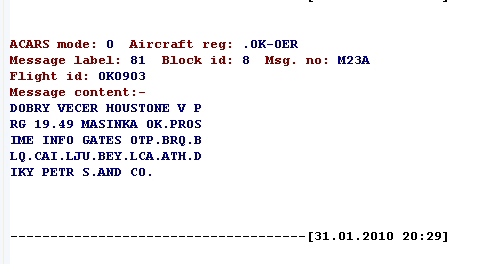 ACARS mode: O Aircraft reg: .OK-OER
Message label: 81 Block id: 8 Msg. no: M23A
Flight id: OK0903
Message content:-
DOBRY VECER HOUSTONE V P
RG 19.49 MASINKA OK.PROS
IME INFO GATES OTP.BRQ.B
LQ.CAI.LJU.BEY.LCA.ATH.D
IKY PETR S.AND CO.
-----------------------------------[31.01.2010 20:29]